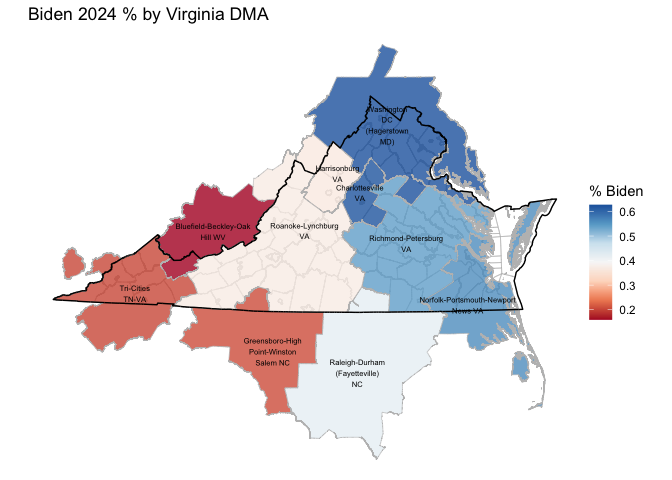 Biden 2024 % by Virginia DMA
Washington
DC
(Hagerstown
MD)
Harrisonburg
VA
Charlottesville
VA
Bluefield-Beckley-Oak
Hill WV
Roanoke-Lynchburg
VA
Richmond-Petersburg
VA
Tri-Cities
TN-VA
Norfolk-Portsmouth-Newport
News VA
Greensboro-High
Point-Winston
Salem NC
Raleigh-Durham
(Fayetteville)
NC
% Biden
0.6
0.5
0.4
0.3
0.2